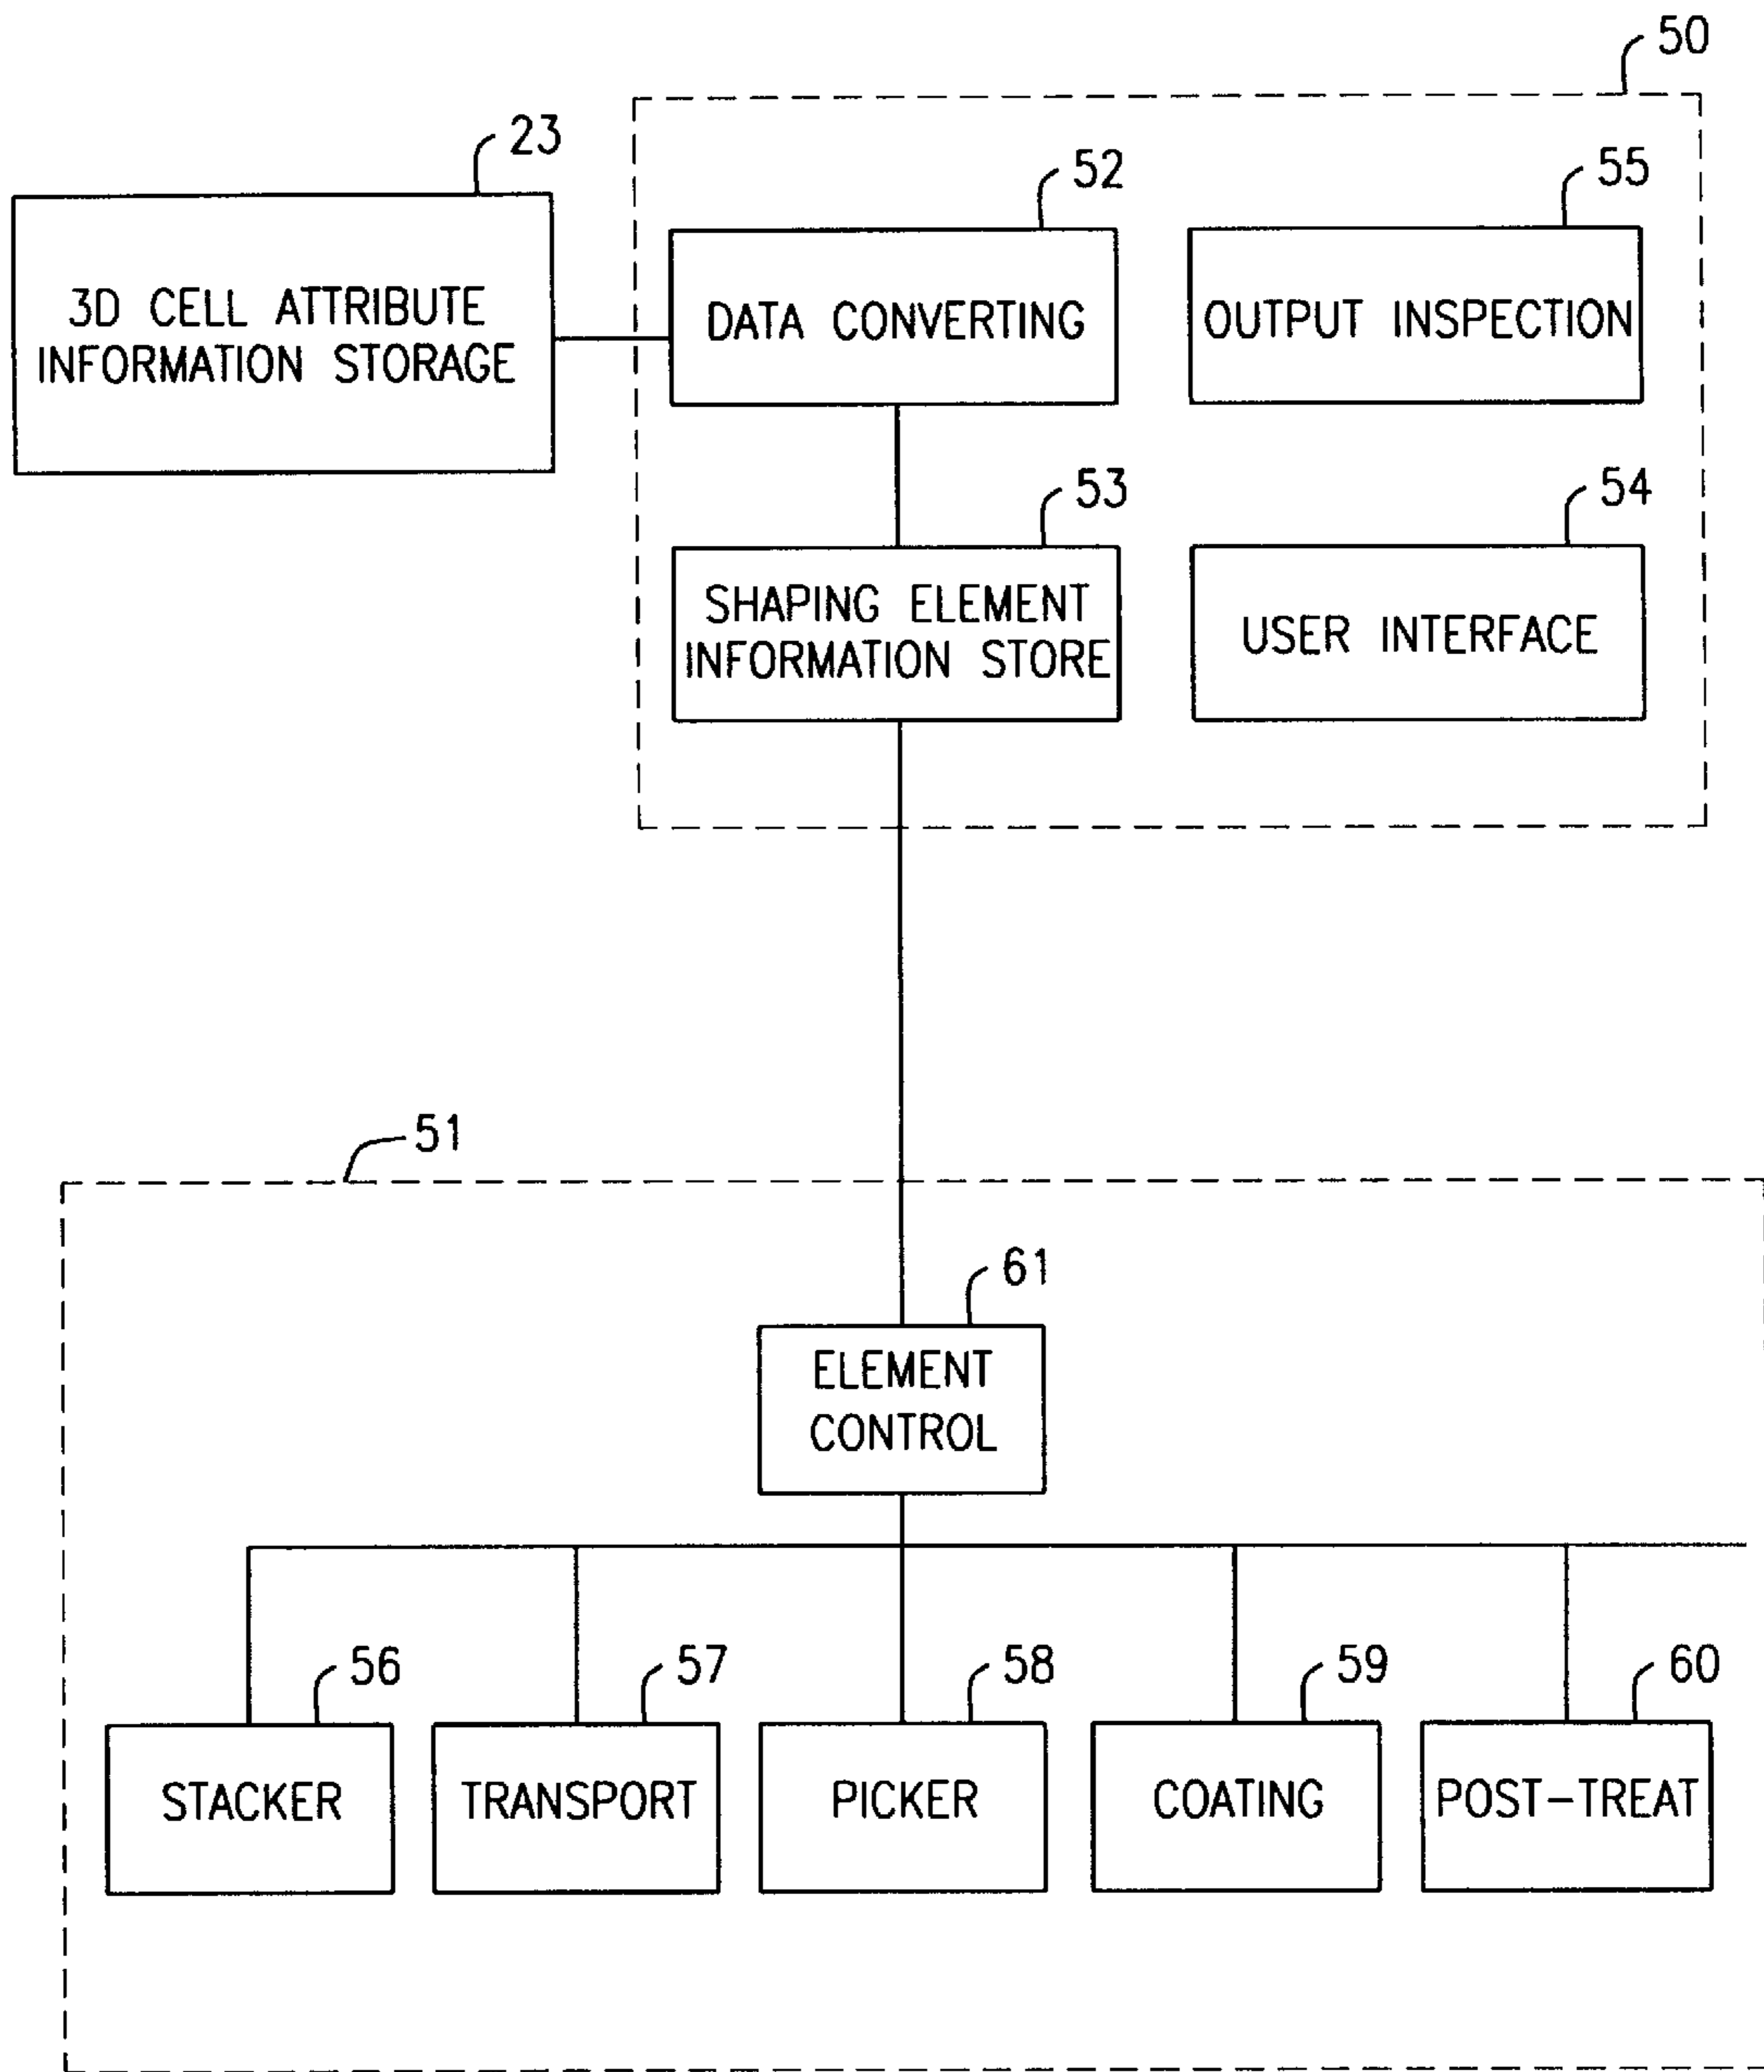 50
23
52
55
3D CELL ATTRIBUTE
INFORMATION STORAGE
DATA CONVERTING
OUTPUT INSPECTION
53
54
SHAPING ELEMENT
INFORMATION STORE
USER INTERFACE
51
61
ELEMENT
CONTROL
56
57
58
59
60
STACKER
TRANSPORT
PICKER
COATING
POST-TREAT